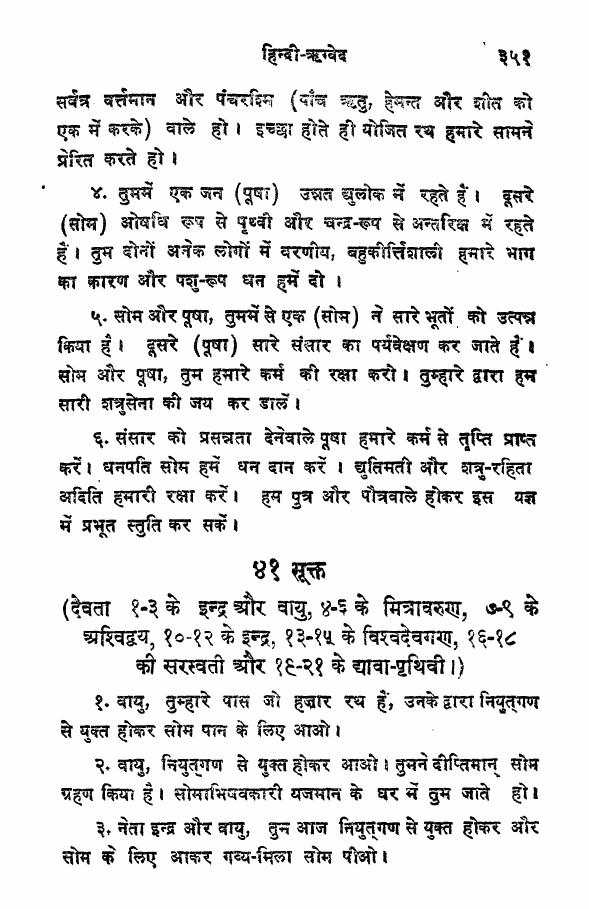 हिन्दी-ऋग्वेद ३५१
सर्वत्र वर्त्तमान और पंचरश्मि (पाँच ऋतु, हेमन्त और शीत को
एक में करके) वाले हो। इच्छा होते ही योजित रथ हमारे सामने
प्रेरित करते हो।
४. तुममें एक जन (पूषा) उन्नत द्युलोक में रहते हैं। दूसरे
(सोम) ओषधि रूप से पृथ्वी और चन्द्र-रूप से अन्तरिक्ष में रहते
हैं। तुम दोनों अनेक लोगों में वरणीय, बहुकीर्त्तिशाली हमारे भाग
का कारण और पशु-रूप धन हमें दो।
५. सोम और पूषा, तुममें से एक (सोम) ने सारे भूतों को उत्पन्न
किया है। दूसरे (पूषा) सारे संसार का पर्यवेक्षण कर जाते हैं।
सोम और पूषा, तुम हमारे कर्म की रक्षा करो। तुम्हारे द्वारा हम
सारी शत्रुसेना की जय कर डालें।
६. संसार को प्रसन्नता देनेवाले पूषा हमारे कर्म से तृप्ति प्राप्त
करें। धनपति सोम हमें धन दान करें। द्युतिमती और शत्रु-रहिता
अदिति हमारी रक्षा करें। हम पुत्र और पौत्रवाले होकर इस यज्ञ
में प्रभूत स्तुति कर सकें।
४१ सूक्त
(देवता १-३ के इन्द्र और वायु, ४-६ के मित्रावरुण, ७-९ के
अश्विद्वय, १०-१२ के इन्द्र, १३-१५ के विश्वदेवगण, १६-१८
की सरस्वती और १९-२१ के द्यावा-पृथिवी।)
१. वायु, तुम्हारे पास जो हज़ार रथ हैं, उनके द्वारा नियुत्गण
से युक्त होकर सोम पान के लिए आओ।
२. वायु, नियुत्गण से युक्त होकर आओ। तुमने दीप्तिमान् सोम
ग्रहण किया है। सोमाभिषवकारी यजमान के घर में तुम जाते हो।
३. नेता इन्द्र और वायु, तुम आज नियुत्गण से युक्त होकर और
सोम के लिए आकर गव्य-मिला सोम पीओ।